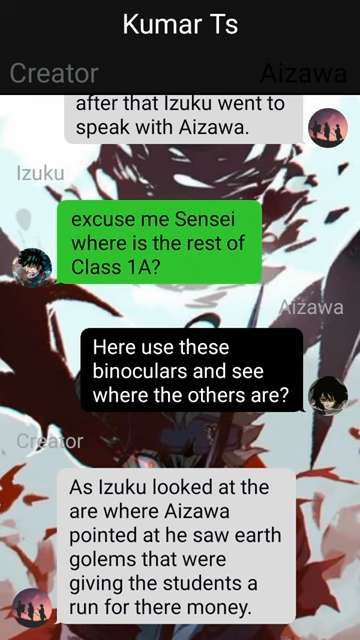 Kumar Ts
Creator
Aizawa
after that Izuku went to
speak with Aizawa.
Izuku
excuse me Sensei
where is the rest of
Class 1A?
Aizawa
Here use these
binoculars and see
where the others are?
Creator
As Izuku looked at the
are where Aizawa
pointed at he saw earth
golems that were
giving the students a
run for there money.